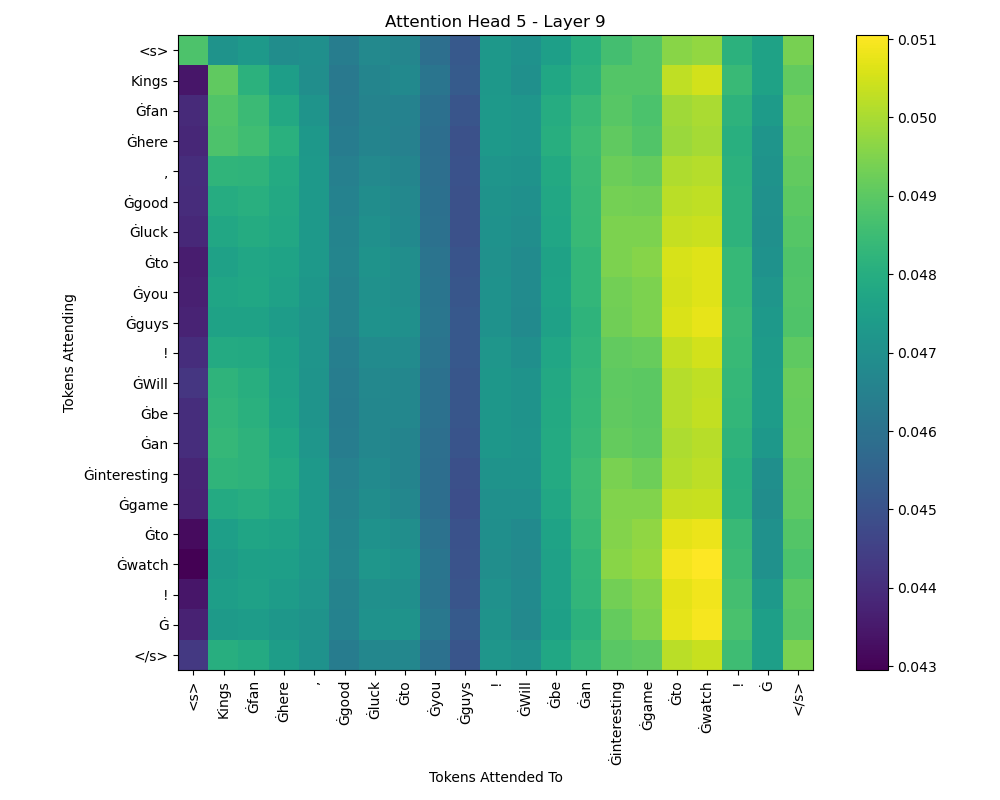 Attention Head 5 - Layer 9
Tokens Attending
<s>
Kings
Ġfan
Ġhere
,
Ġgood
Ġluck
Ġto
Ġyou
Ġguys
!
ĠWill
Ġbe
Ġan
Ġinteresting
Ġgame
Ġto
Ġwatch
!
Ġ
</s>
<s> Kings Ġfan Ġhere , Ġgood Ġluck Ġto Ġyou Ġguys ! ĠWill Ġbe Ġan Ġinteresting Ġgame Ġto Ġwatch ! Ġ </s>
Tokens Attended To
0.051
0.050
0.049
0.048
0.047
0.046
0.045
0.044
0.043